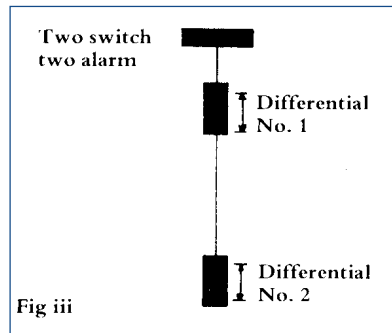 Two switch
two alarm
Differential
No. 1
Differential
No. 2
Fig iii